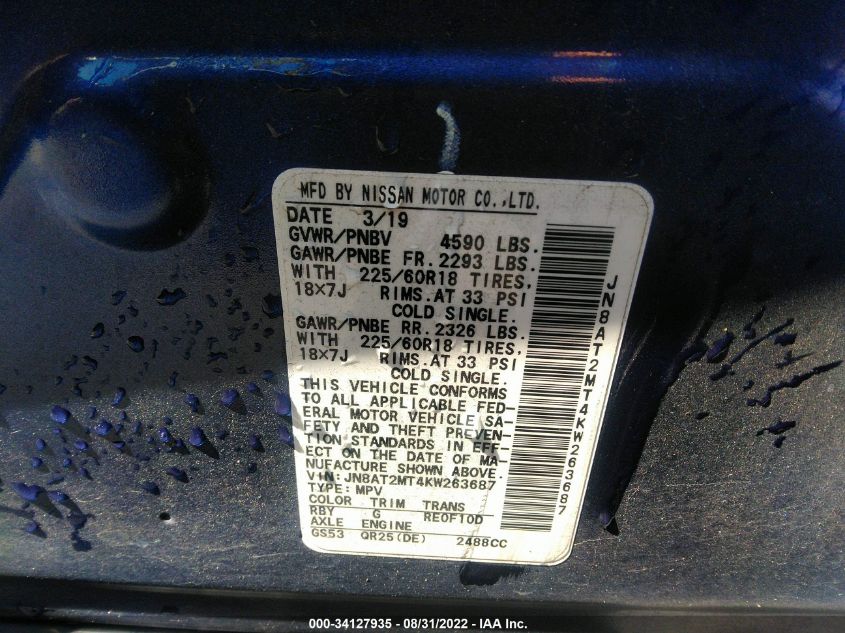 MFD BY NISSAN MOTOR CO.,LTD.
DATE 3/19
GVWR/PNBV 4590 LBS.
GAWR/PNBE FR. 2293 LBS.
WITH 225/60R18 TIRES,
18×7J RIMS. AT 33 PSI
COLD SINGLE.
GAWR/PNBE RR. 2326 LBS.
WITH 225/60R18 TIRES,
18×7J RIMS. AT 33 PSI
COLD SINGLE.
THIS VEHICLE CONFORMS
TO ALL APPLICABLE FED-
ERAL MOTOR VEHICLE SA-
FETY AND THEFT PREVEN-
TION STANDARDS IN EFF-
ECT ON THE DATE OF MA-
NUFACTURE SHOWN ABOVE.
VIN: JN8AT2MT4KW263687
TYPE: MPV
COLOR TRIM TRANS
RBY G RE0F10D
AXLE ENGINE
GS53 QR25(DE) 2488CC
JN8AT2MT4KW263687
000-34127935 - 08/31/2022 - IAA Inc.